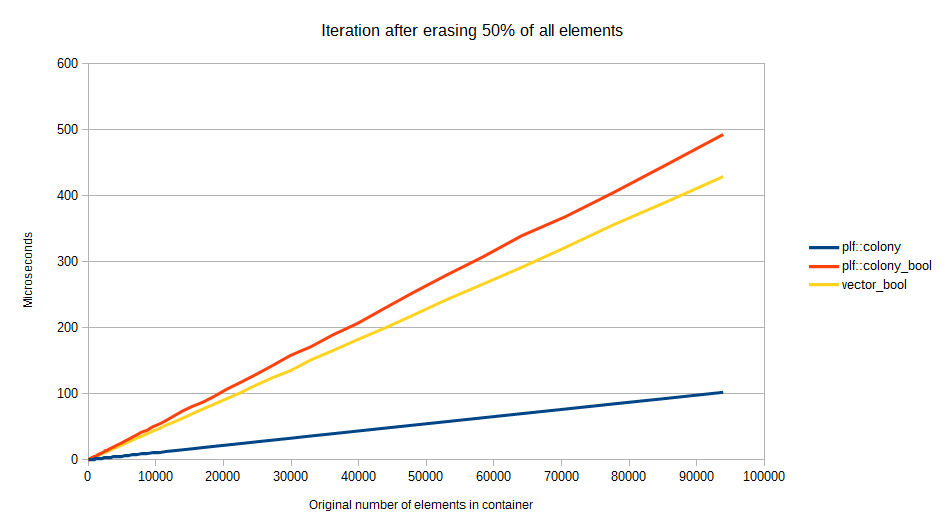 Iteration after erasing 50% of all elements
600
500
400
300
200
100
0
Microseconds
0 10000 20000 30000 40000 50000 60000 70000 80000 90000 100000
Original number of elements in container
plf::colony
plf::colony_bool
vector_bool